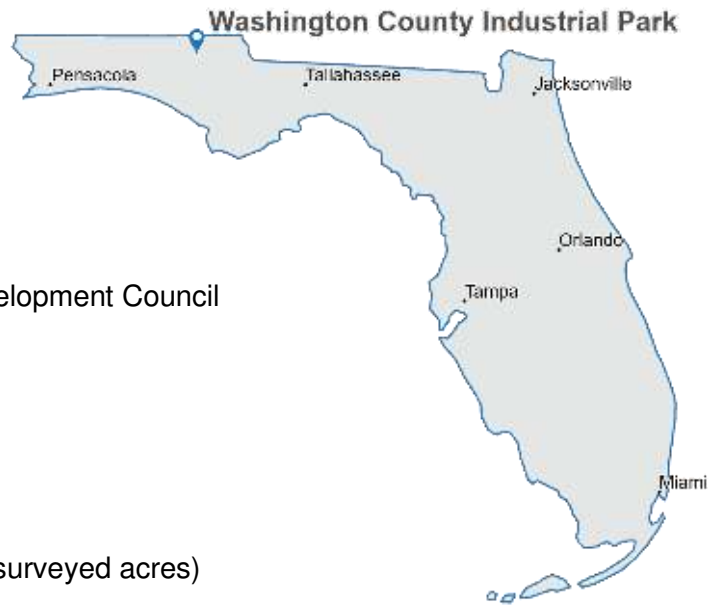 Washington County Industrial Park
Pensacola
Tallahassee
Jacksonville
Orlando
elopment Council
Tampa
Miami
surveyed acres)